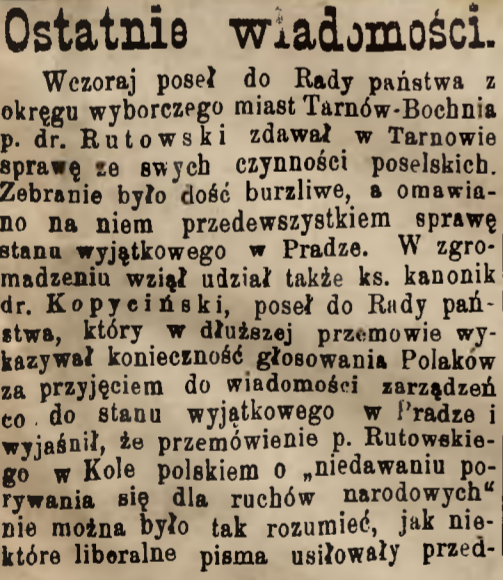 Ostatnie wiadomości.
Wczoraj poseł do Rady państwa z
okręgu wyborczego miast Tarnów-Bochnia
p. dr. Rutowski zdawał w Tarnowie
sprawę ze swych czynności poselskich.
Zebranie było dość burzliwe, a omawia-
no na niem przedewszystkiem sprawę
stanu wyjątkowego w Pradze. W zgro-
madzeniu wziął udział także ks. kanonik
dr. Kopyciński, poseł do Rady pań-
stwa, który w dłuższej przemowie wy-
kazywał konieczność głosowania Polaków
za przyjęciem do wiadomości zarządzeń
co do stanu wyjątkowego w Pradze i
wyjaśnił, że przemówienie p. Rutowskie-
go w Kole polskiem o „niedawaniu po-
rywania się dla ruchów narodowych“
nie można było tak rozumieć, jak nie-
które liberalne pisma usiłowały przed-